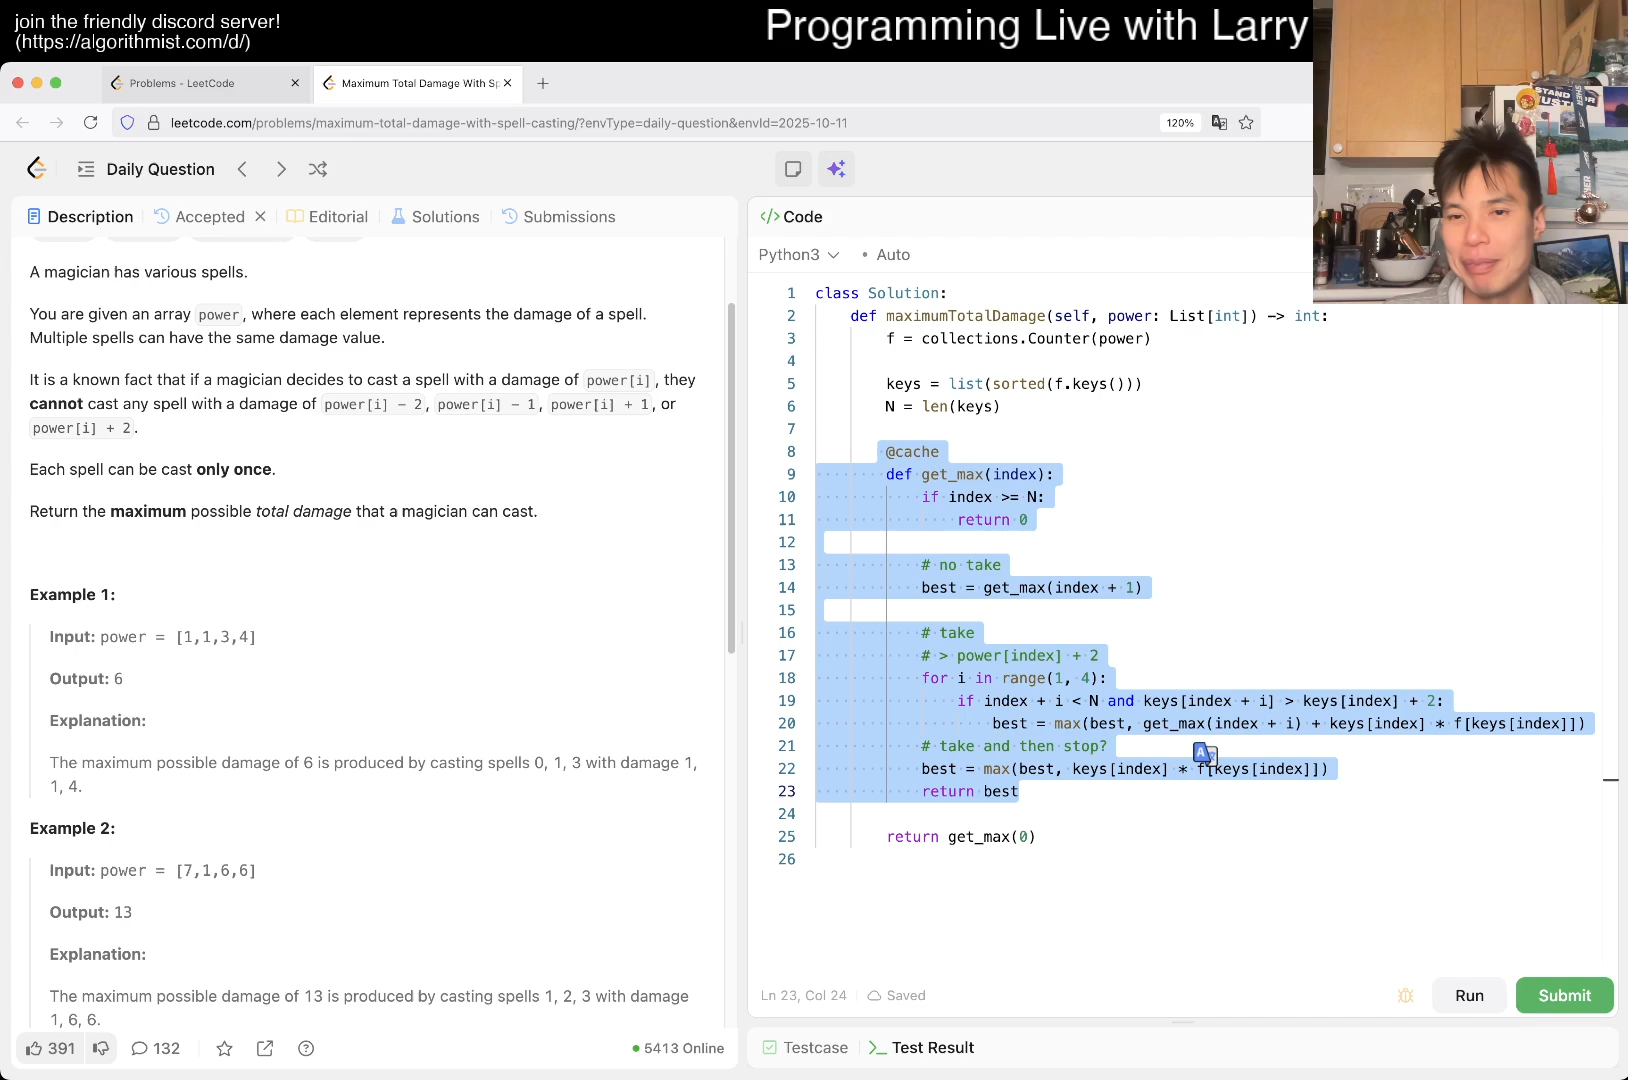 join the friendly discord server!
(https://algorithmist.com/d/)
Programming Live with Larry
Problems - LeetCode
Maximum Total Damage With Sp
leetcode.com/problems/maximum-total-damage-with-spell-casting/?envType=daily-question&envId=2025-10-11
120%
Daily Question
Description
Accepted
Editorial
Solutions
Submissions
A magician has various spells.
You are given an array power, where each element represents the damage of a spell.
Multiple spells can have the same damage value.
It is a known fact that if a magician decides to cast a spell with a damage of power[i], they
cannot cast any spell with a damage of power[i] - 2, power[i] - 1, power[i] + 1, or
power[i] + 2.
Each spell can be cast only once.
Return the maximum possible total damage that a magician can cast.
Example 1:
Input: power = [1,1,3,4]
Output: 6
Explanation:
The maximum possible damage of 6 is produced by casting spells 0, 1, 3 with damage 1,
1, 4.
Example 2:
Input: power = [7,1,6,6]
Output: 13
Explanation:
The maximum possible damage of 13 is produced by casting spells 1, 2, 3 with damage
1, 6, 6.
391
132
5413 Online
</> Code
Python3
• Auto
1 class Solution:
2 def maximumTotalDamage(self, power: List[int]) -> int:
3 f = collections.Counter(power)
4
5 keys = list(sorted(f.keys()))
6 N = len(keys)
7
8 @cache
9 def get_max(index):
10 if index >= N:
11 return 0
12
13 # no take
14 best = get_max(index + 1)
15
16 # take
17 # > power[index] + 2
18 for i in range(1, 4):
19 if index + i < N and keys[index + i] > keys[index] + 2:
20 best = max(best, get_max(index + i) + keys[index] * f[keys[index]])
21 # take and then stop?
22 best = max(best, keys[index] * f[keys[index]])
23 return best
24
25 return get_max(0)
26
Ln 23, Col 24
Saved
Run
Submit
Testcase
Test Result